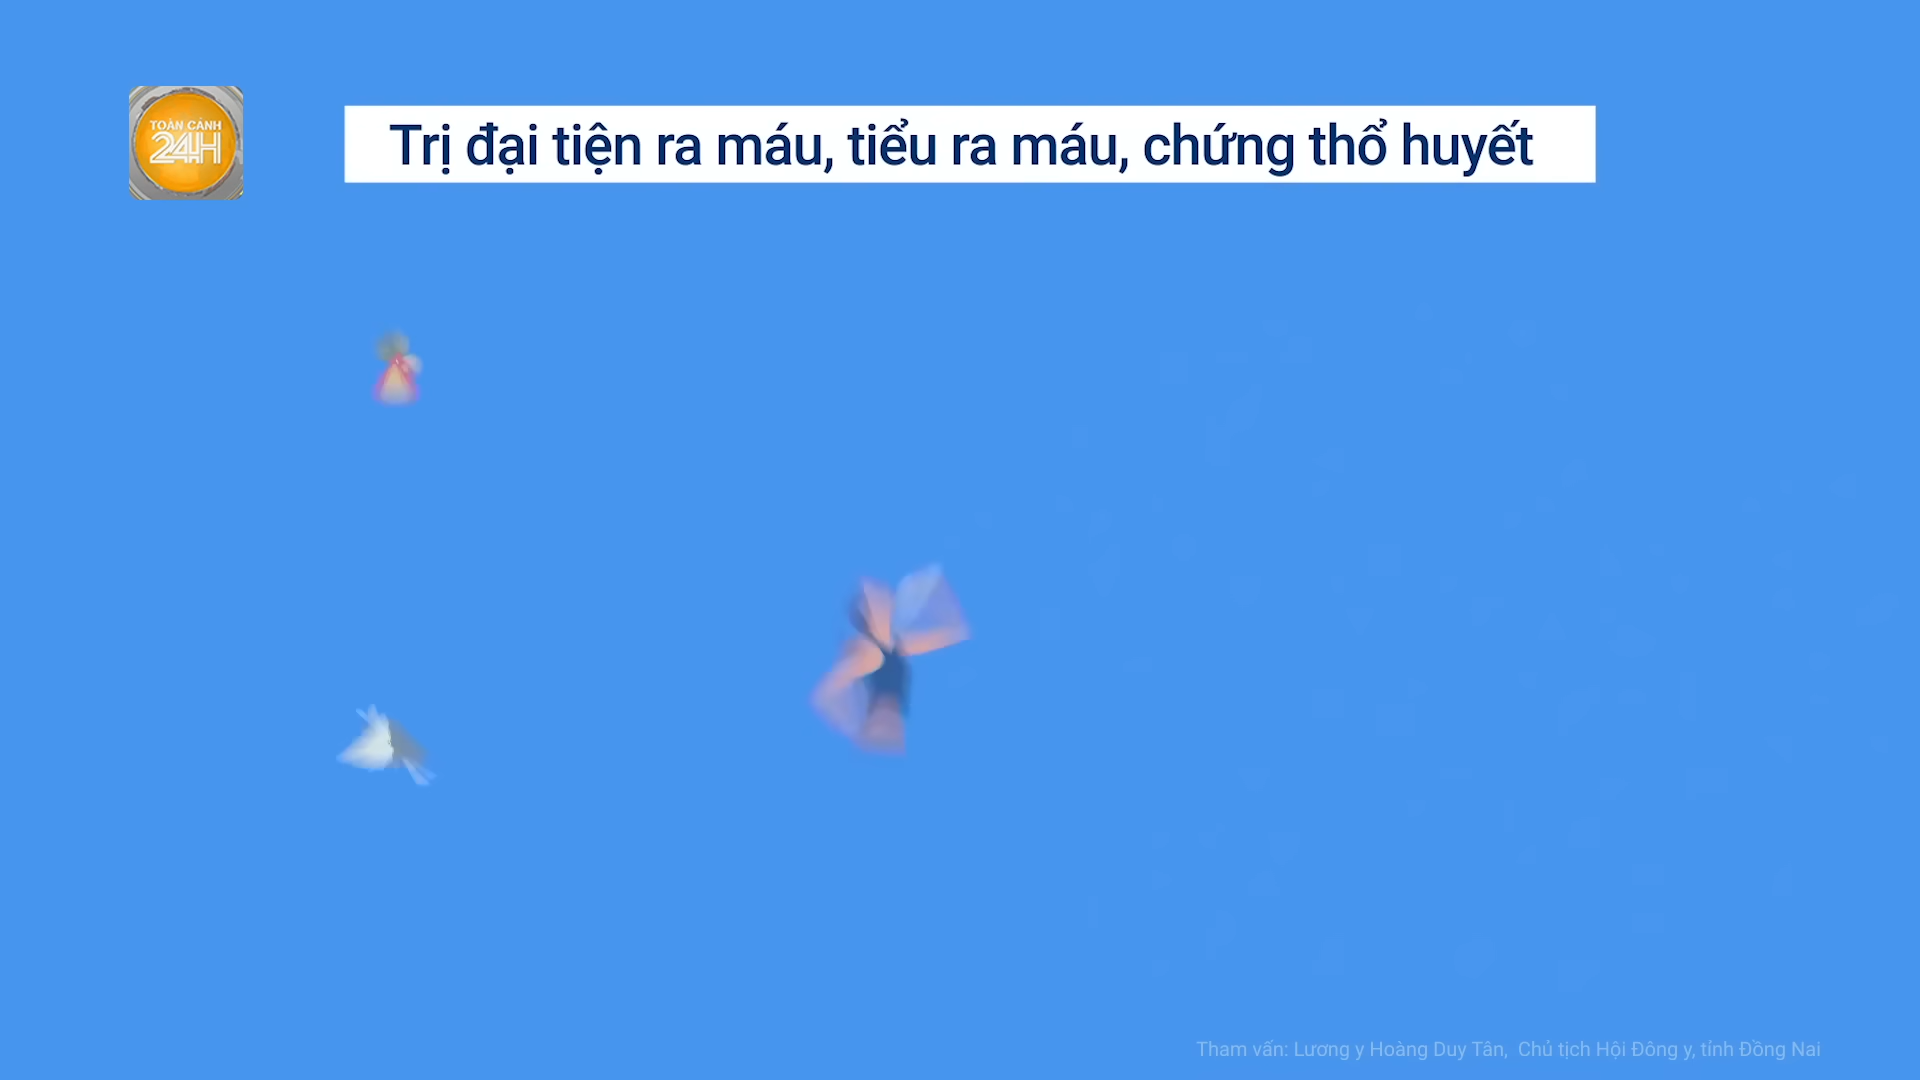 TOÀN CẢNH
24H
Trị đại tiện ra máu, tiểu ra máu, chứng thổ huyết
Tham vấn: Lương y Hoàng Duy Tân, Chủ tịch Hội Đông y, tỉnh Đồng Nai